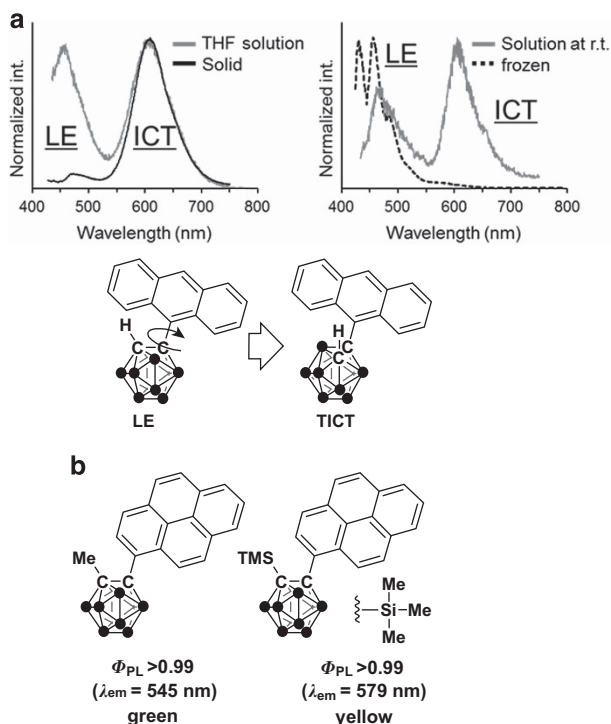 a
Normalized int.
THF solution
Solid
LE
ICT
400 500 600 700 800
Wavelength (nm)
Normalized int.
Solution at r.t.
frozen
LE
ICT
400 500 600 700 800
Wavelength (nm)
H
C C
LE
H
C
C
TICT
b
Me
C C
TMS
C C
Me
Si Me
Me
ΦPL >0.99
(λem = 545 nm)
green
ΦPL >0.99
(λem = 579 nm)
yellow